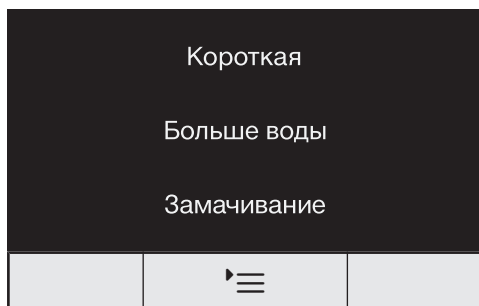 Короткая
Больше воды
Замачивание